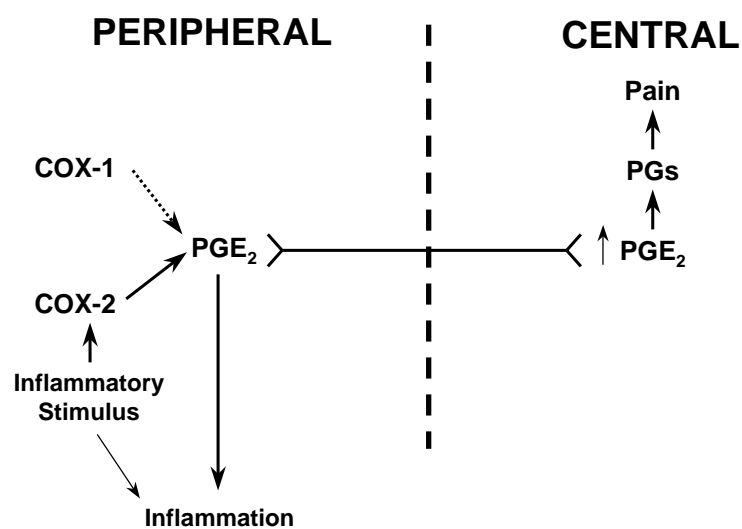 PERIPHERAL
CENTRAL
Pain
COX-1
PGs
PGE₂
PGE₂
COX-2
Inflammatory
Stimulus
Inflammation